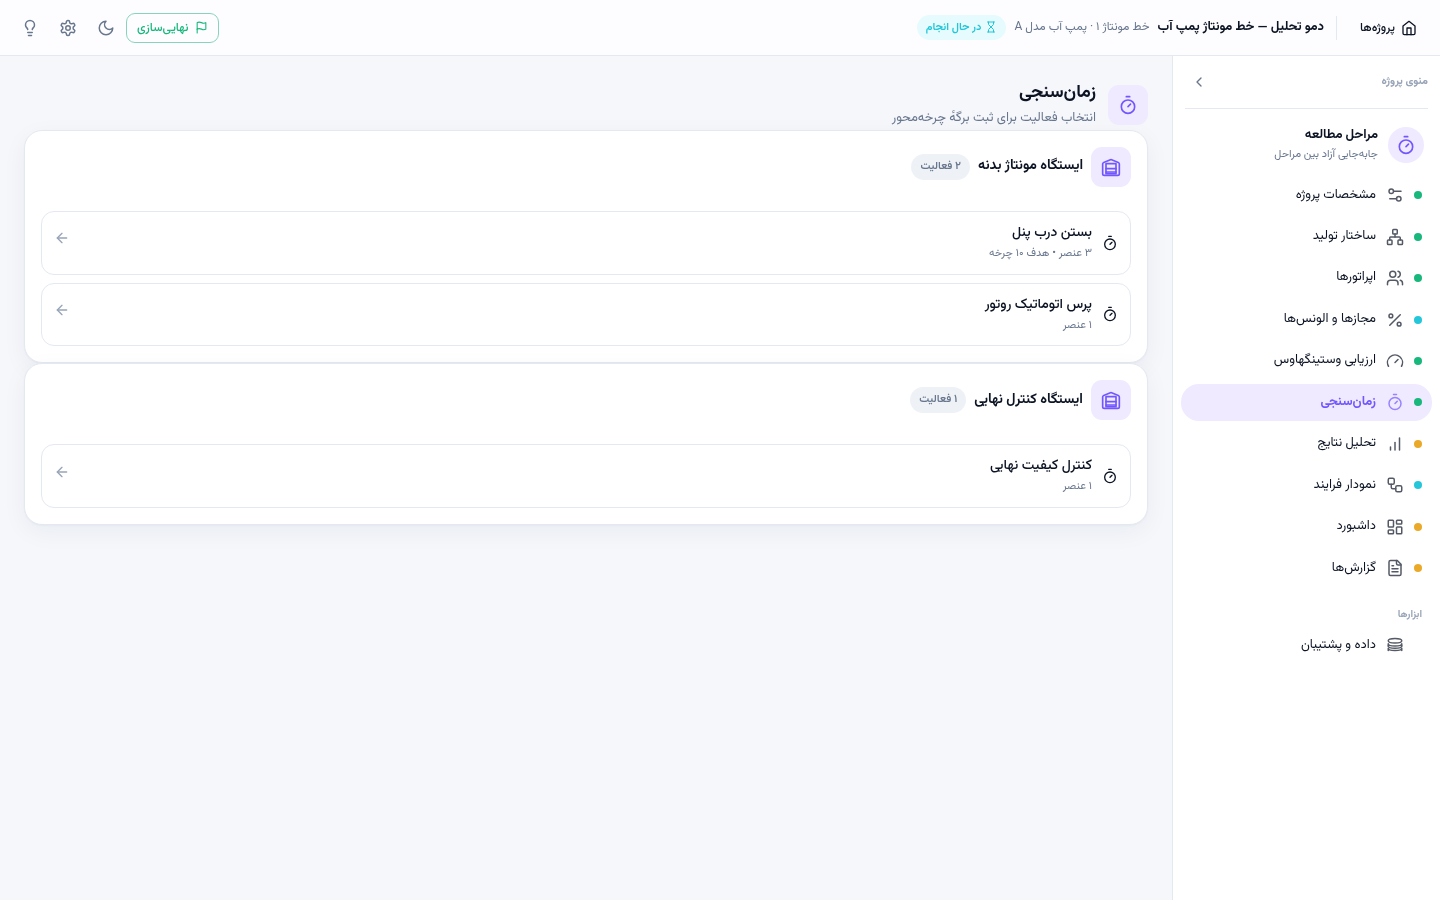 پروژه‌ها
دمو تحلیل — خط مونتاژ پمپ آب
خط مونتاژ ۱ · پمپ آب مدل A
در حال انجام
نهایی‌سازی
منوی پروژه
مراحل مطالعه
جابه‌جایی آزاد بین مراحل
مشخصات پروژه
ساختار تولید
اپراتورها
مجازها و الونس‌ها
ارزیابی وستینگهاوس
زمان‌سنجی
تحلیل نتایج
نمودار فرایند
داشبورد
گزارش‌ها
ابزارها
داده و پشتیبان
زمان‌سنجی
انتخاب فعالیت برای ثبت برگهٔ چرخه‌محور
ایستگاه مونتاژ بدنه
۲ فعالیت
بستن درب پنل
۳ عنصر • هدف ۱۰ چرخه
پرس اتوماتیک روتور
۱ عنصر
ایستگاه کنترل نهایی
۱ فعالیت
کنترل کیفیت نهایی
۱ عنصر